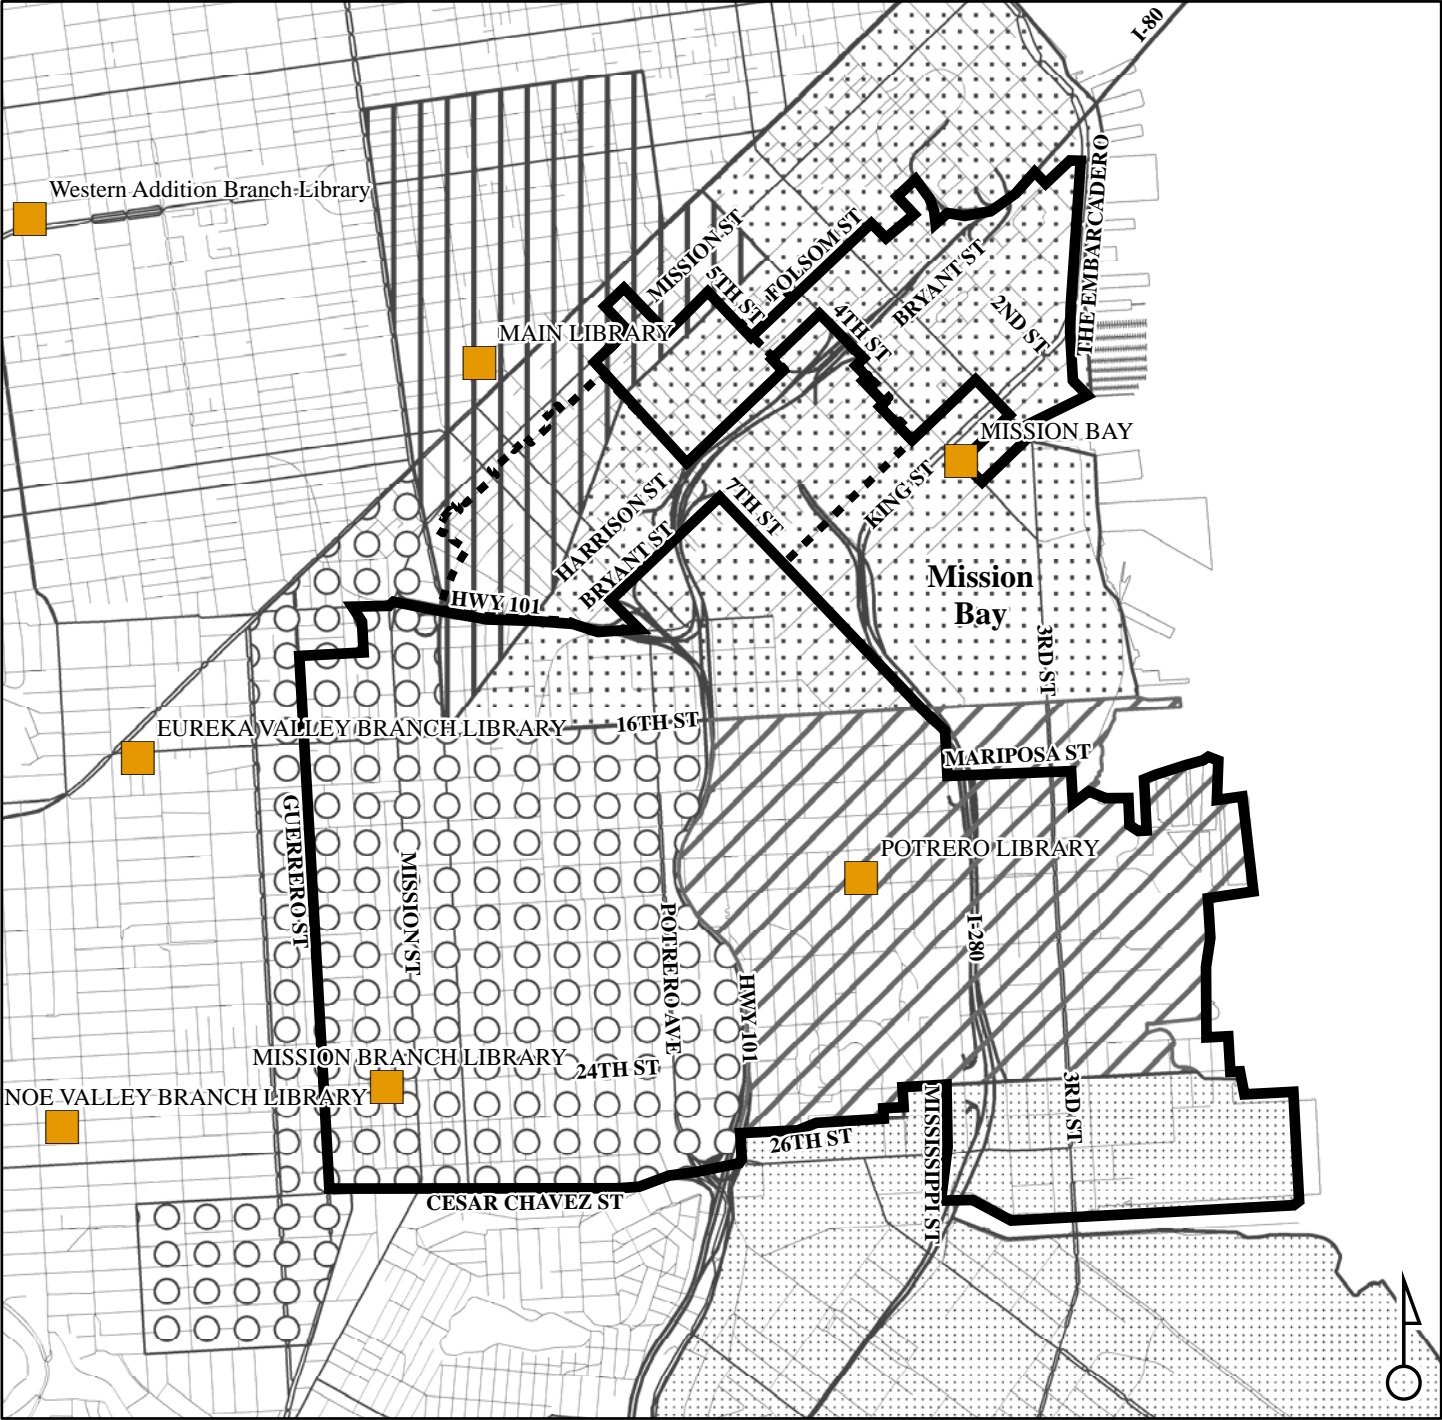 I-80
THE EMBARCADERO
Western Addition Branch Library
MISSION ST
5TH ST
FOLSOM ST
BRYANT ST
2ND ST
4TH ST
MAIN LIBRARY
MISSION BAY
KING ST
7TH ST
HARRISON ST
BRYANT ST
Mission
Bay
HWY 101
3RD ST
16TH ST
EUREKA VALLEY BRANCH LIBRARY
MARIPOSA ST
GUERRERO ST
MISSION ST
POTRERO LIBRARY
POTRERO AVE
I-280
HWY 101
MISSION BRANCH LIBRARY
24TH ST
NOE VALLEY BRANCH LIBRARY
3RD ST
26TH ST
MISSISSIPPI ST
CESAR CHAVEZ ST